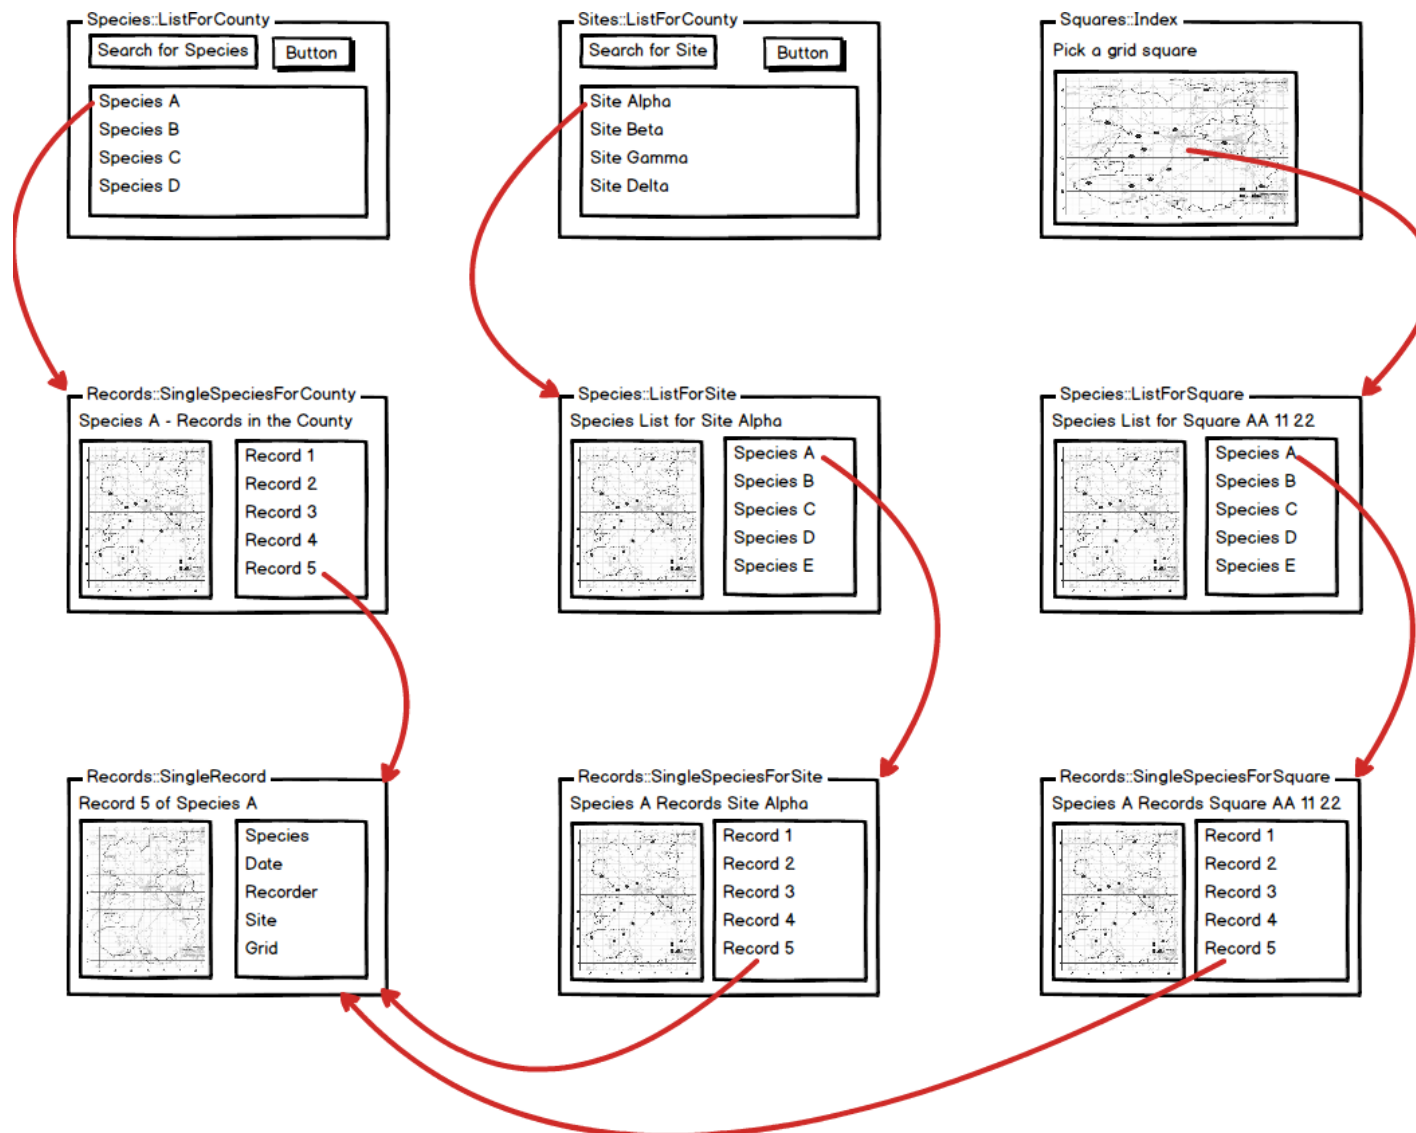 Species::ListForCounty
Search for Species
Button
Species A
Species B
Species C
Species D
Sites::ListForCounty
Search for Site
Button
Site Alpha
Site Beta
Site Gamma
Site Delta
Squares::Index
Pick a grid square
Records::SingleSpeciesForCounty
Species A - Records in the County
Record 1
Record 2
Record 3
Record 4
Record 5
Species::ListForSite
Species List for Site Alpha
Species A
Species B
Species C
Species D
Species E
Species::ListForSquare
Species List for Square AA 11 22
Species A
Species B
Species C
Species D
Species E
Records::SingleRecord
Record 5 of Species A
Species
Date
Recorder
Site
Grid
Records::SingleSpeciesForSite
Species A Records Site Alpha
Record 1
Record 2
Record 3
Record 4
Record 5
Records::SingleSpeciesForSquare
Species A Records Square AA 11 22
Record 1
Record 2
Record 3
Record 4
Record 5